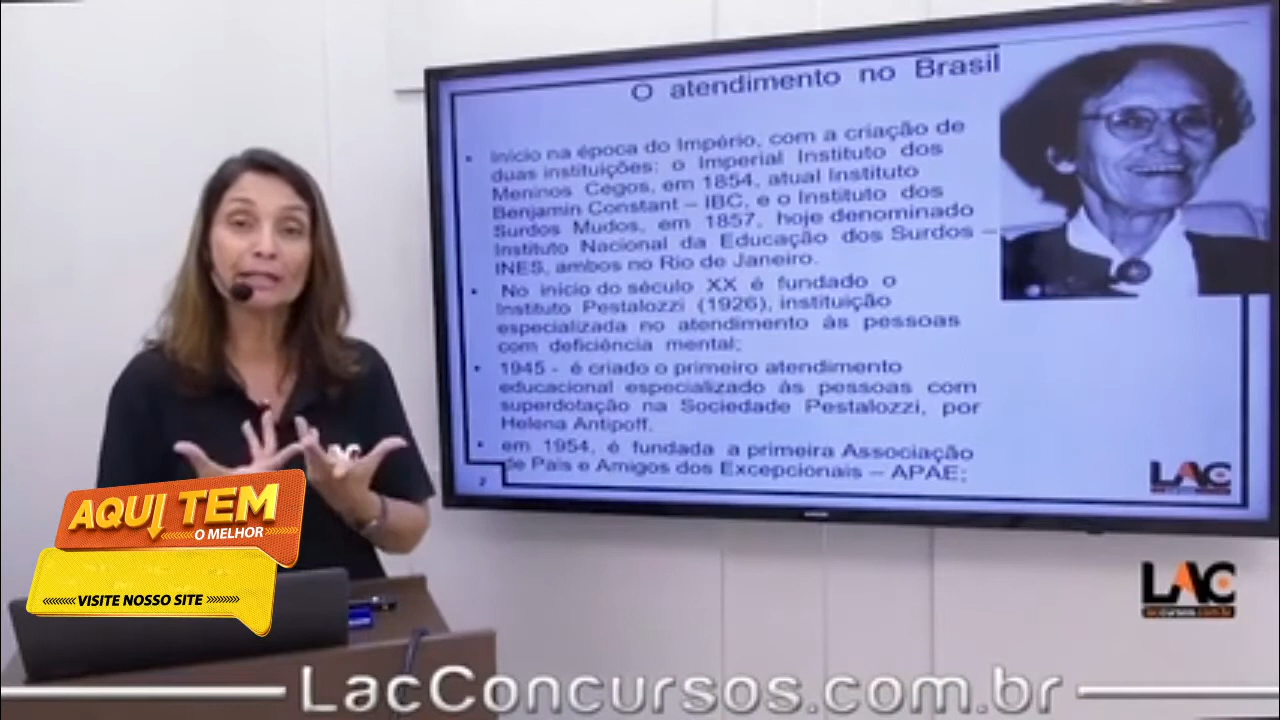 O atendimento no Brasil
• Início na época do Império, com a criação de
duas instituições: o Imperial Instituto dos
Meninos Cegos, em 1854, atual Instituto
Benjamin Constant – IBC, e o Instituto dos
Surdos Mudos, em 1857, hoje denominado
Instituto Nacional da Educação dos Surdos –
INES, ambos no Rio de Janeiro.
• No início do século XX é fundado o
Instituto Pestalozzi (1926), instituição
especializada no atendimento às pessoas
com deficiência mental;
• 1945 - é criado o primeiro atendimento
educacional especializado às pessoas com
superdotação na Sociedade Pestalozzi, por
Helena Antipoff.
• em 1954, é fundada a primeira Associação
de Pais e Amigos dos Excepcionais – APAE;
2
LAC
AQUI TEM
O MELHOR
VISITE NOSSO SITE
LAC
laccursos.com.br
LacConcursos.com.br